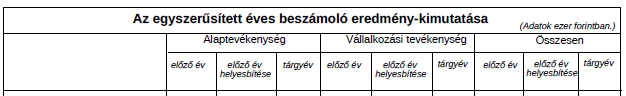 Az egyszerűsített éves beszámoló eredmény-kimutatása
(Adatok ezer forintban.)
Alaptevékenység Vállalkozási tevékenység Összesen
előző év előző év helyesbítése tárgyév előző év előző év helyesbítése tárgyév előző év előző év helyesbítése tárgyév